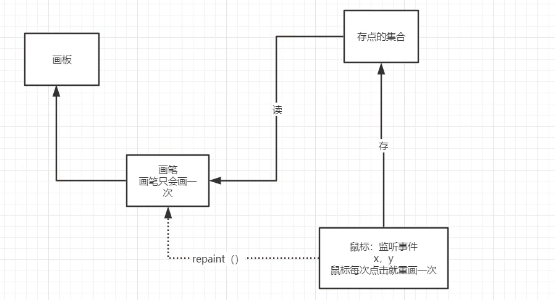 画板
存点的集合
读
存
画笔
画笔只会画一
次
鼠标：监听事件
x，y
鼠标每次点击就重画一次
repaint（）